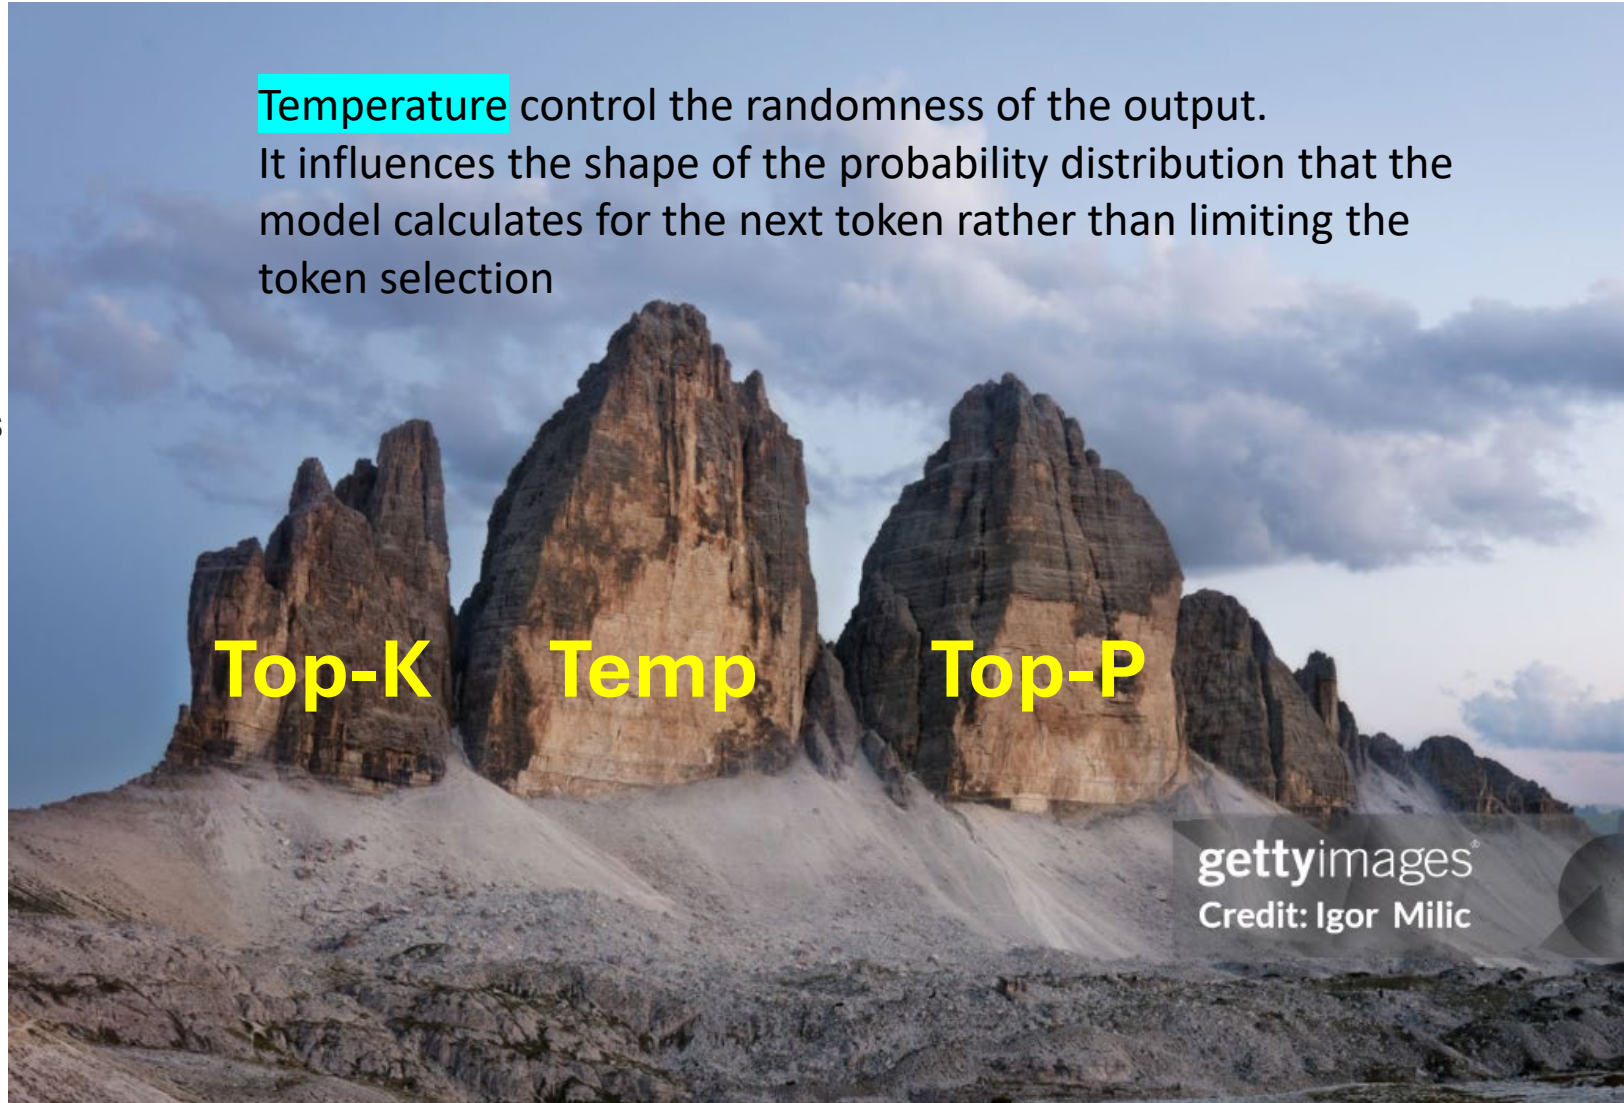 Temperature control the randomness of the output.
It influences the shape of the probability distribution that the
model calculates for the next token rather than limiting the
token selection
s
Top-K Temp Top-P
gettyimages®
Credit: Igor Milic